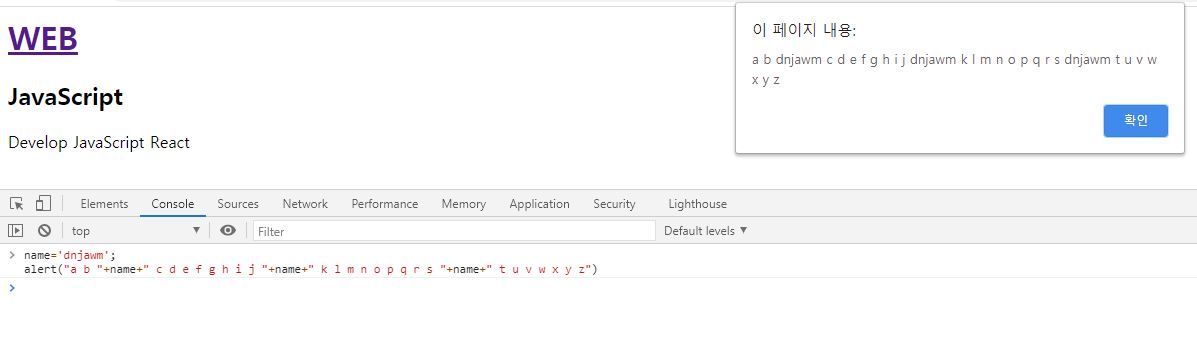 WEB
JavaScript
Develop JavaScript React
이 페이지 내용:
a b dnjawm c d e f g h i j dnjawm k l m n o p q r s dnjawm t u v w
x y z
확인
Elements Console Sources Network Performance Memory Application Security Lighthouse
top Filter Default levels
name='dnjawm';
alert("a b "+name+" c d e f g h i j "+name+" k l m n o p q r s "+name+" t u v w x y z")